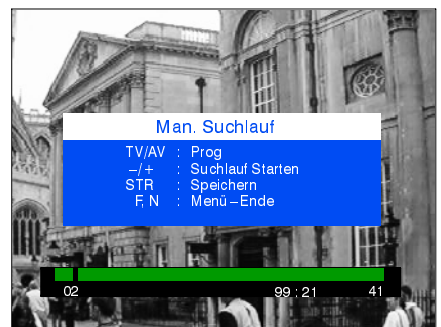 Man. Suchlauf
TV/AV : Prog
–/+ : Suchlauf Starten
STR : Speichern
F, N : Menü – Ende
02 99 : 21 41